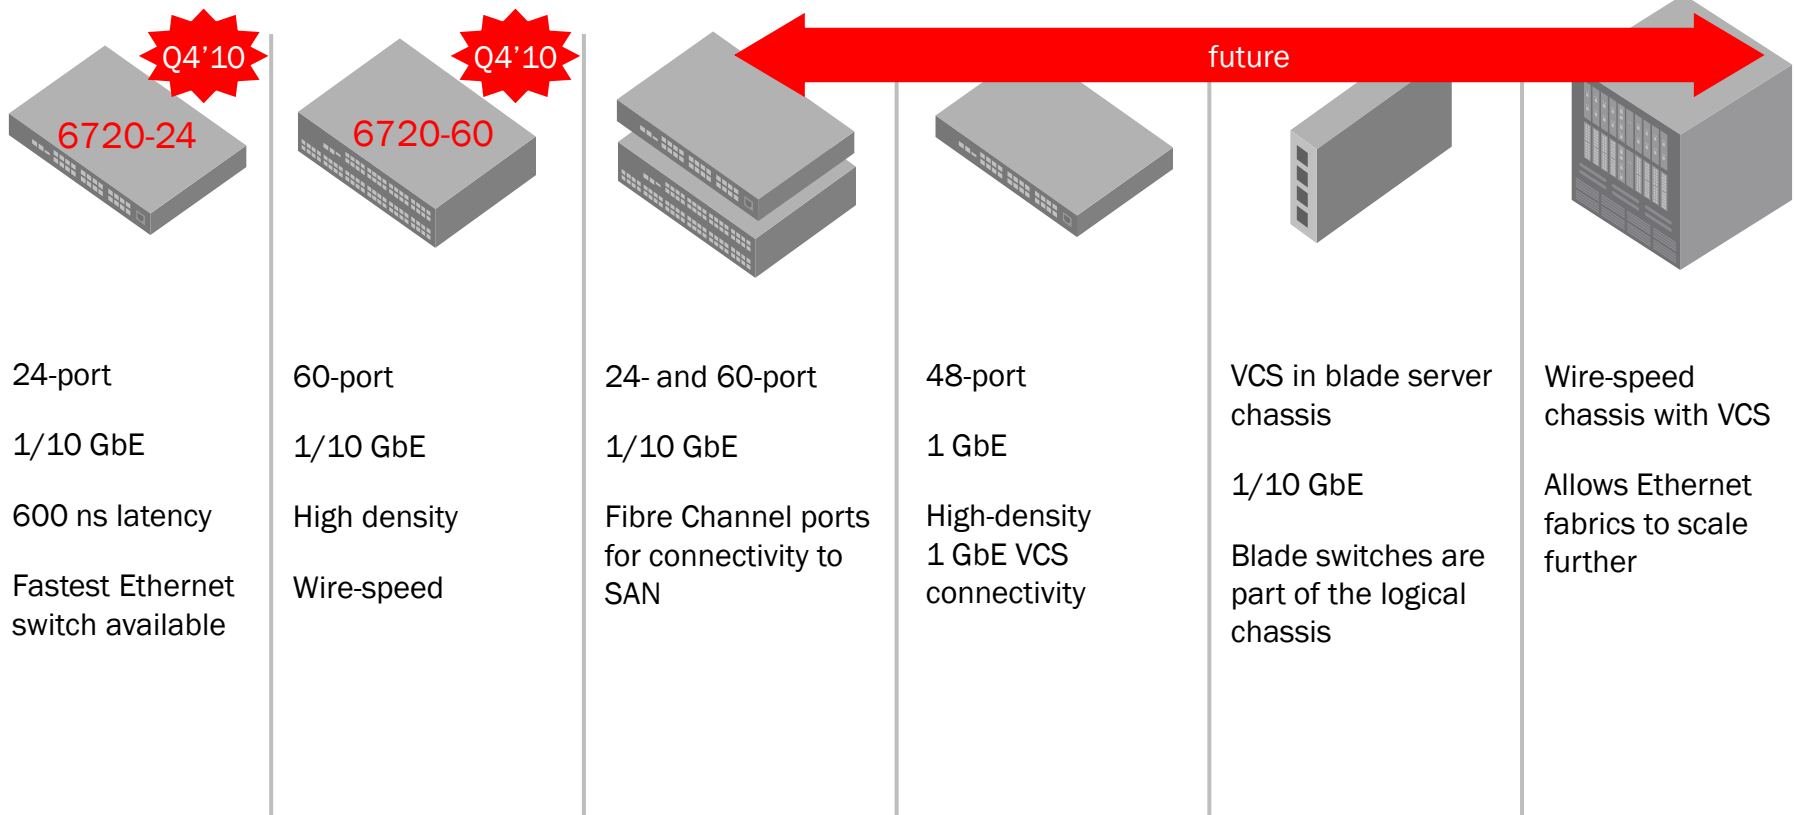 Q4’10
6720-24
Q4’10
6720-60
future
24-port
1/10 GbE
600 ns latency
Fastest Ethernet
switch available
60-port
1/10 GbE
High density
Wire-speed
24- and 60-port
1/10 GbE
Fibre Channel ports
for connectivity to
SAN
48-port
1 GbE
High-density
1 GbE VCS
connectivity
VCS in blade server
chassis
1/10 GbE
Blade switches are
part of the logical
chassis
Wire-speed
chassis with VCS
Allows Ethernet
fabrics to scale
further